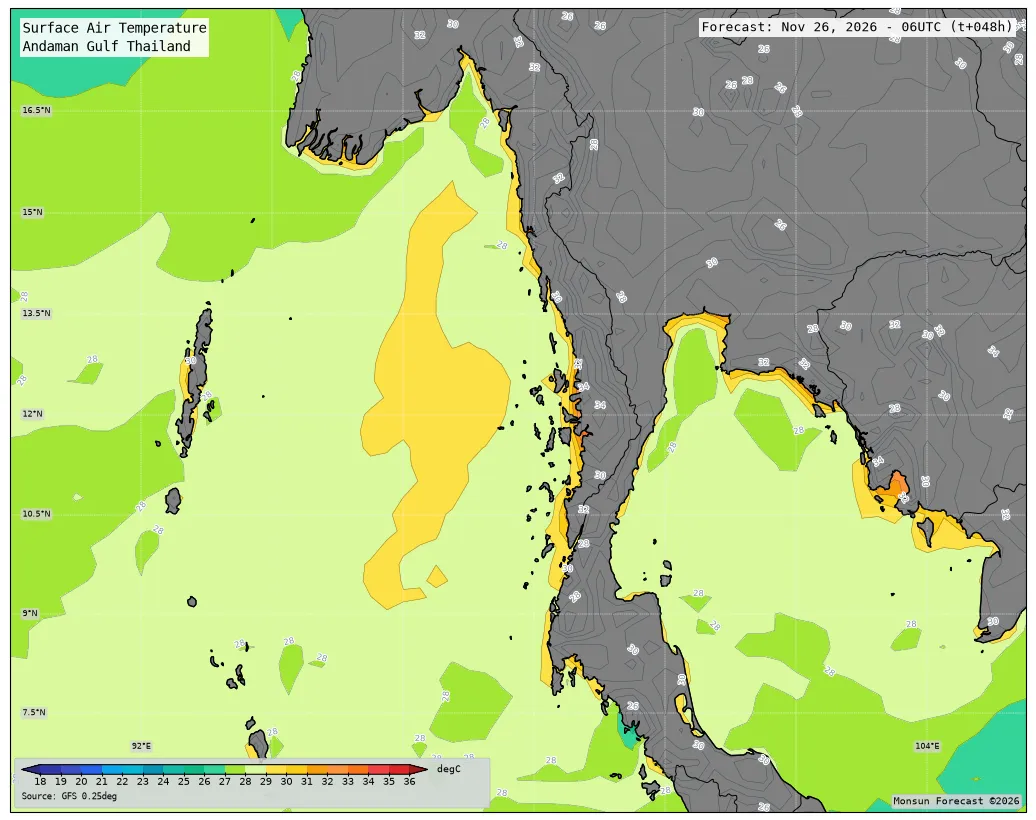 Surface Air Temperature
Andaman Gulf Thailand
Forecast: Nov 26, 2026 - 06UTC (t+048h)
16.5°N
15°N
13.5°N
12°N
10.5°N
9°N
7.5°N
92°E
104°E
18 19 20 22 23 24 25 26 27 28 29 30 31 32 33 34 35 36 degC
Source: GFS 0.25deg
Monsun Forecast ©2026